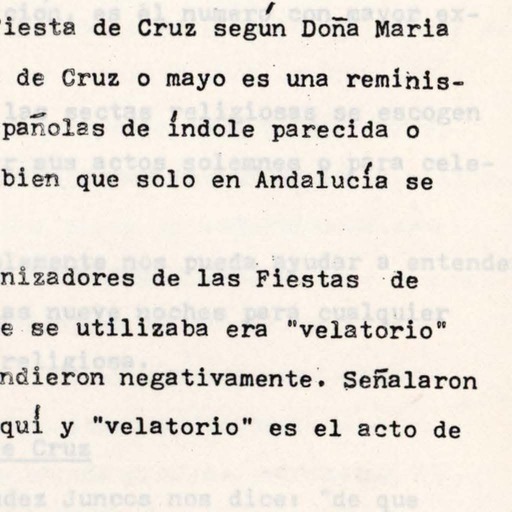 iesta de Cruz según Doña Maria
de Cruz o mayo es una reminis-
pañolas de índole parecida o
bien que solo en Andalucía se
nizadores de las Fiestas de
e se utilizaba era "velatorio"
ndieron negativamente. Señalaron
quí y "velatorio" es el acto de